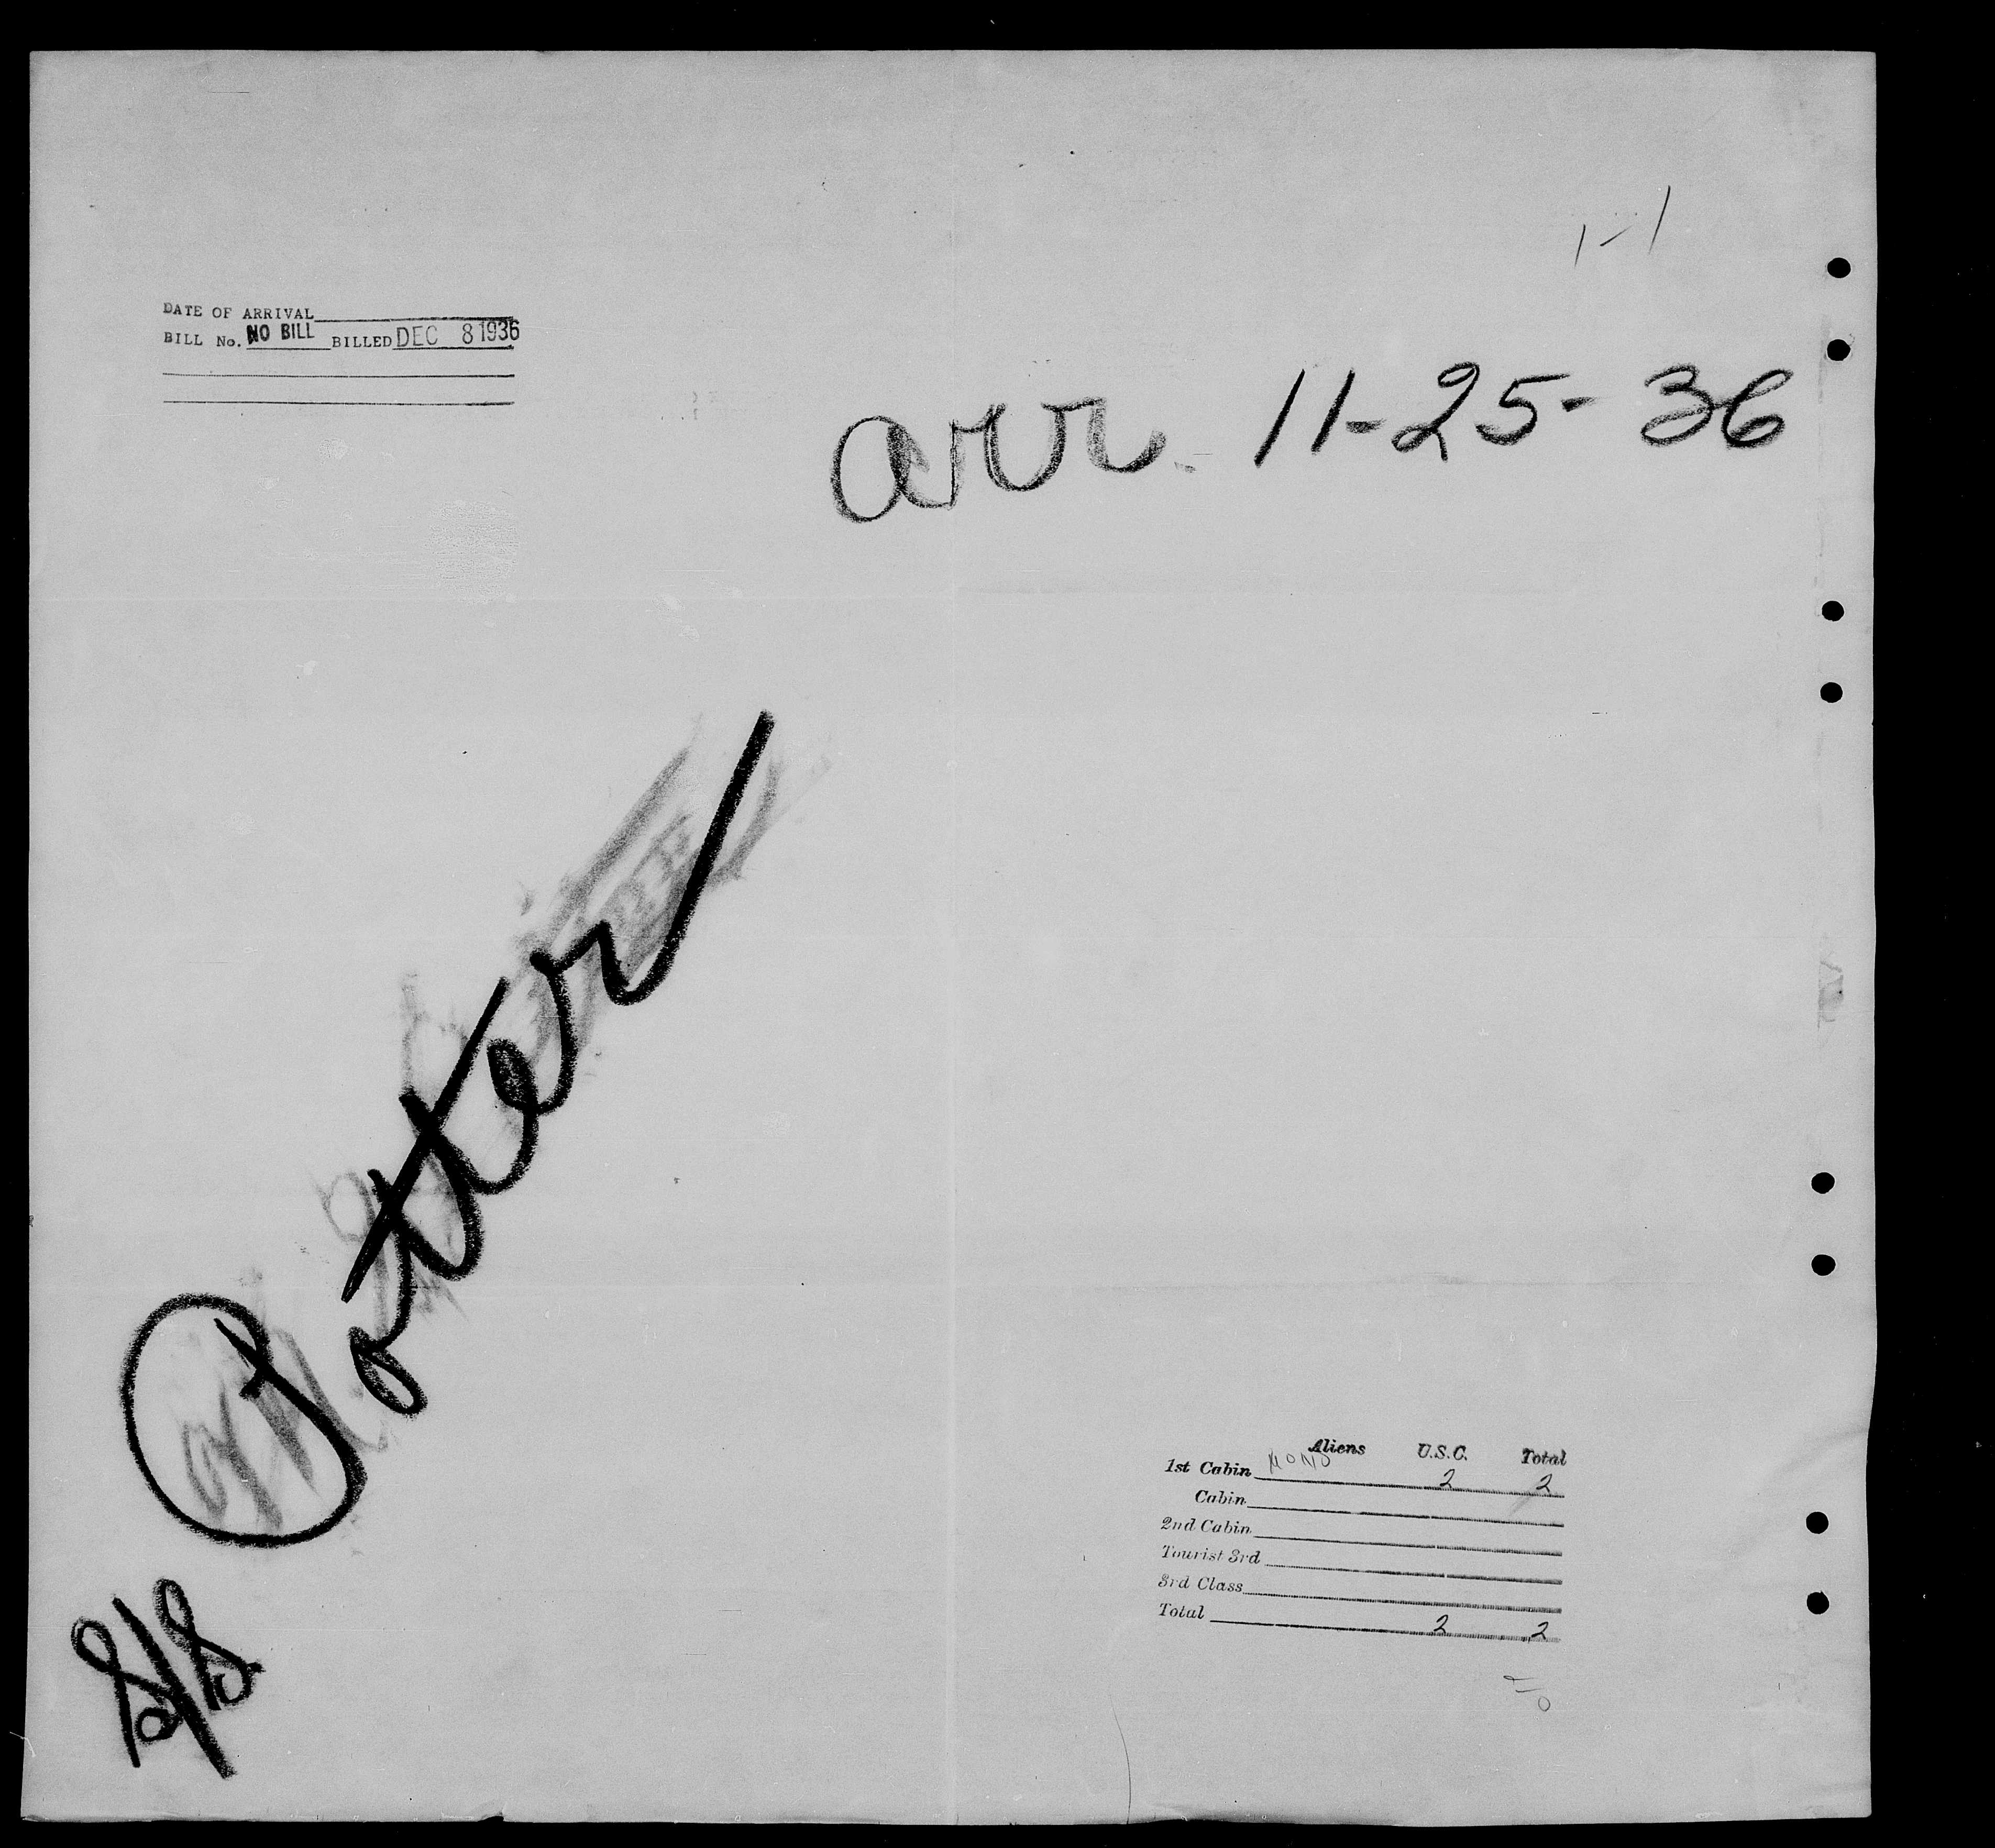 1-1
DATE OF ARRIVAL
BILL No. NO BILL BILLED DEC 8 1936
arr. 11-25-36
S/S. Potter
Aliens U.S.C. Total
1st Cabin NONE 2 2
Cabin
2nd Cabin
Tourist 3rd
3rd Class
Total 2 2